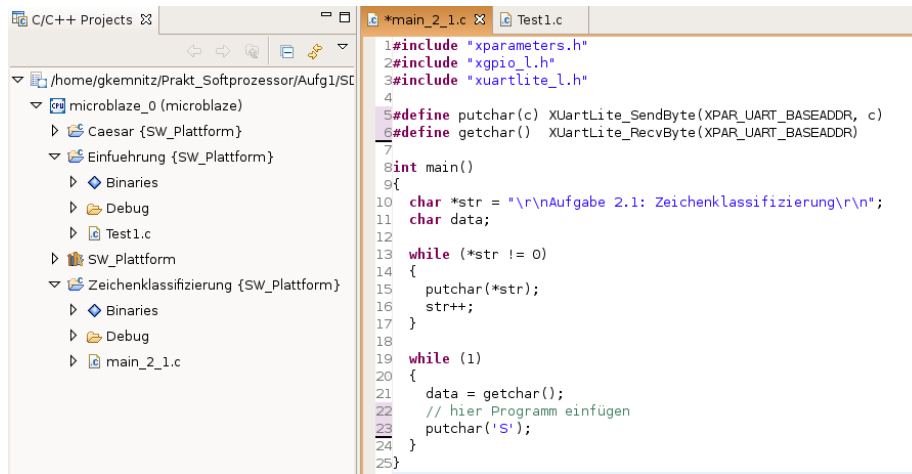 C/C++ Projects
/home/gkemnitz/Prakt_Softprozessor/Aufg1/SD
microblaze_0 (microblaze)
Caesar {SW_Plattform}
Einfuehrung {SW_Plattform}
Binaries
Debug
Test1.c
SW_Plattform
Zeichenklassifizierung {SW_Plattform}
Binaries
Debug
main_2_1.c
*main_2_1.c Test1.c
1#include "xparameters.h"
2#include "xgpio_l.h"
3#include "xuartlite_l.h"
4
5#define putchar(c) XUartLite_SendByte(XPAR_UART_BASEADDR, c)
6#define getchar()  XUartLite_RecvByte(XPAR_UART_BASEADDR)
7
8int main()
9{
10  char *str = "\r\nAufgabe 2.1: Zeichenklassifizierung\r\n";
11  char data;
12
13  while (*str != 0)
14  {
15    putchar(*str);
16    str++;
17  }
18
19  while (1)
20  {
21    data = getchar();
22    // hier Programm einfügen
23    putchar('S');
24  }
25}